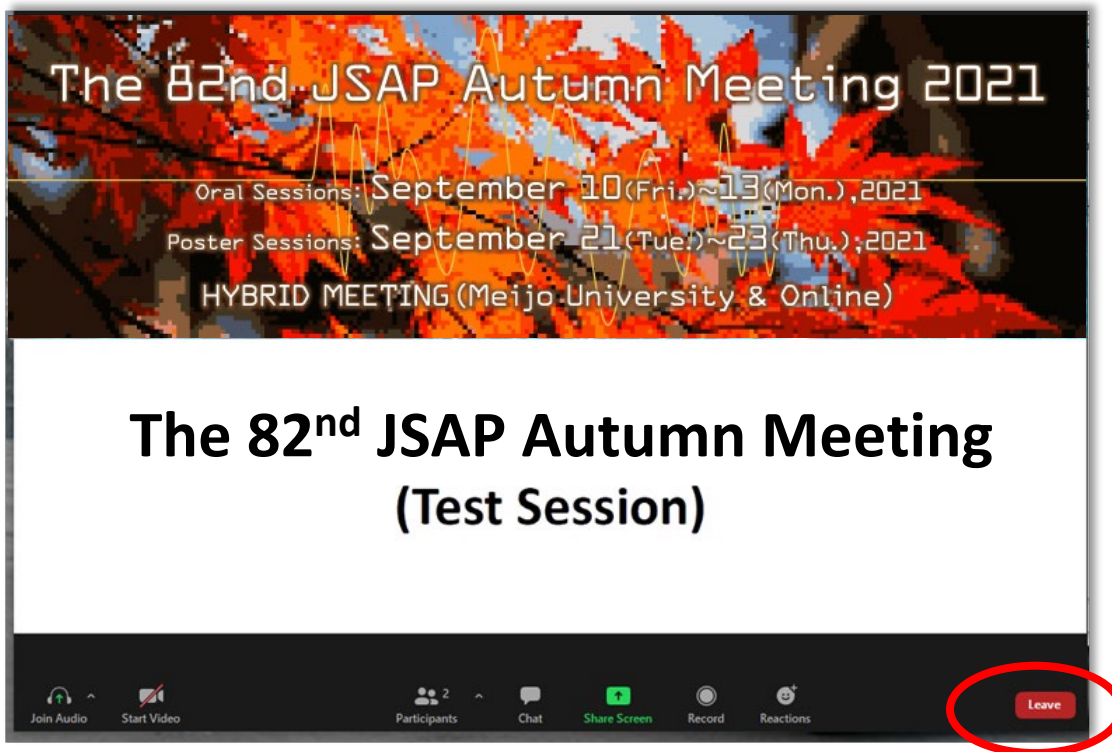 The 82nd JSAP Autumn Meeting 2021
Oral Sessions: September 10(Fri.)~13(Mon.),2021
Poster Sessions: September 21(Tue.)~23(Thu.),2021
HYBRID MEETING(Meijo University & Online)
The 82nd JSAP Autumn Meeting
(Test Session)
Join Audio Start Video Participants 2 Chat Share Screen Record Reactions Leave